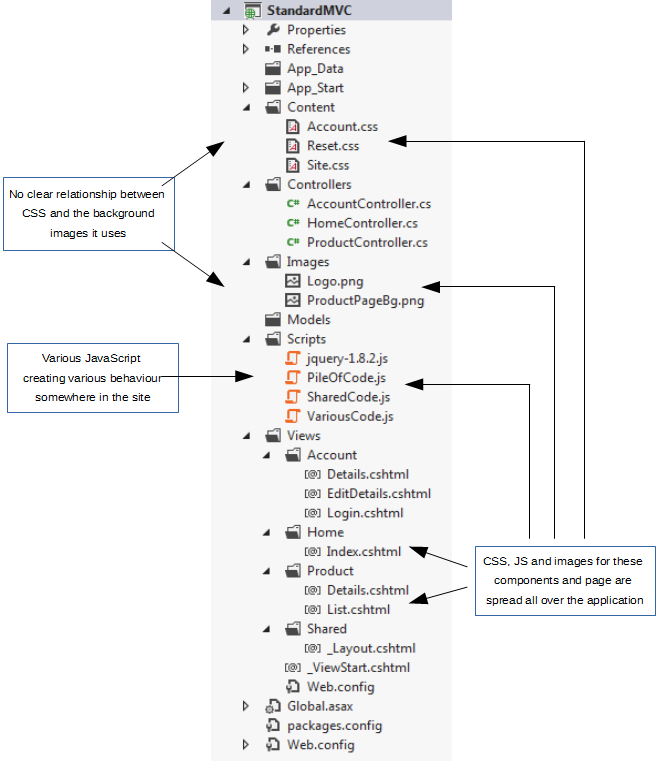 StandardMVC
Properties
References
App_Data
App_Start
Content
Account.css
Reset.css
Site.css
No clear relationship between
CSS and the background
images it uses
Controllers
C# AccountController.cs
C# HomeController.cs
C# ProductController.cs
Images
Logo.png
ProductPageBg.png
Models
Scripts
jquery-1.8.2.js
PileOfCode.js
SharedCode.js
VariousCode.js
Various JavaScript
creating various behaviour
somewhere in the site
Views
Account
[@] Details.cshtml
[@] EditDetails.cshtml
[@] Login.cshtml
Home
[@] Index.cshtml
Product
[@] Details.cshtml
[@] List.cshtml
CSS, JS and images for these
components and page are
spread all over the application
Shared
[@] _Layout.cshtml
[@] _ViewStart.cshtml
Web.config
Global.asax
packages.config
Web.config